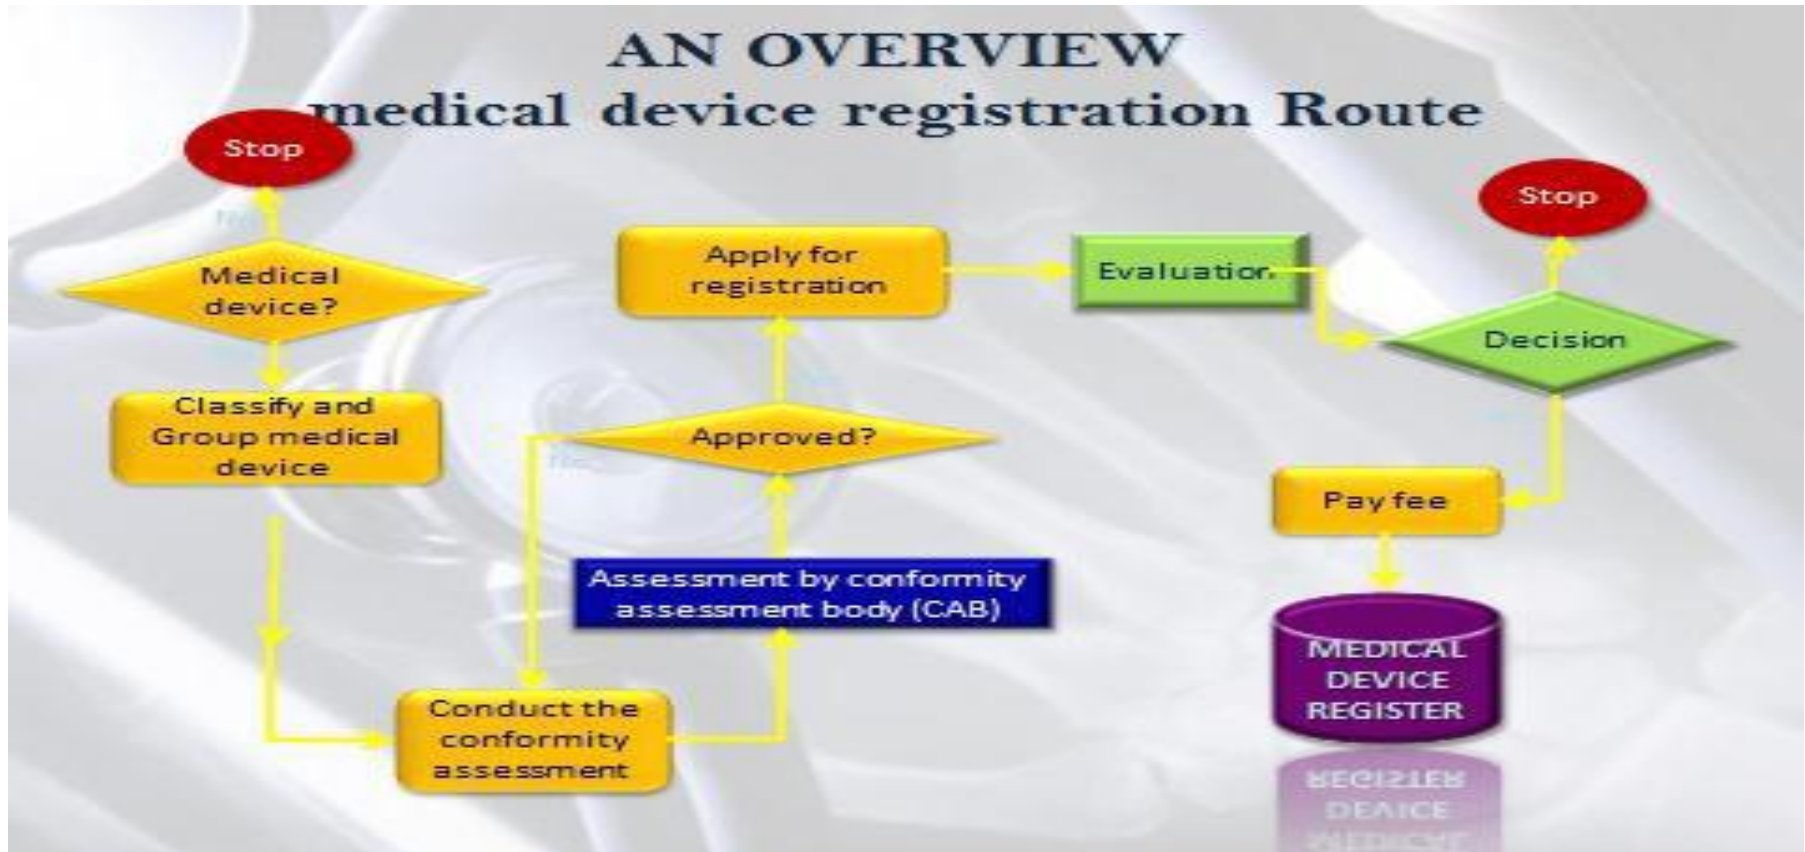 AN OVERVIEW
medical device registration Route
Stop
Medical
device?
Classify and
Group medical
device
Conduct the
conformity
assessment
Assessment by conformity
assessment body (CAB)
Approved?
Apply for
registration
Evaluation
Decision
Stop
Pay fee
MEDICAL
DEVICE
REGISTER